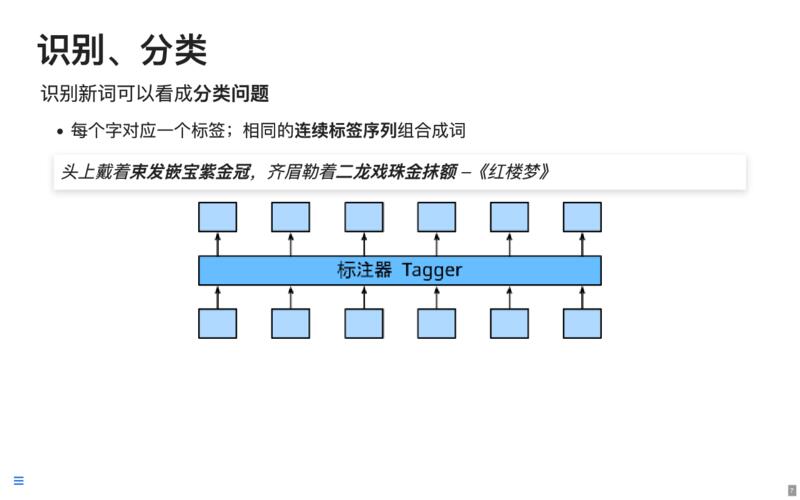 识别、分类
识别新词可以看成分类问题
• 每个字对应一个标签；相同的连续标签序列组合成词
头上戴着束发嵌宝紫金冠，齐眉勒着二龙戏珠金抹额 –《红楼梦》
标注器 Tagger
7